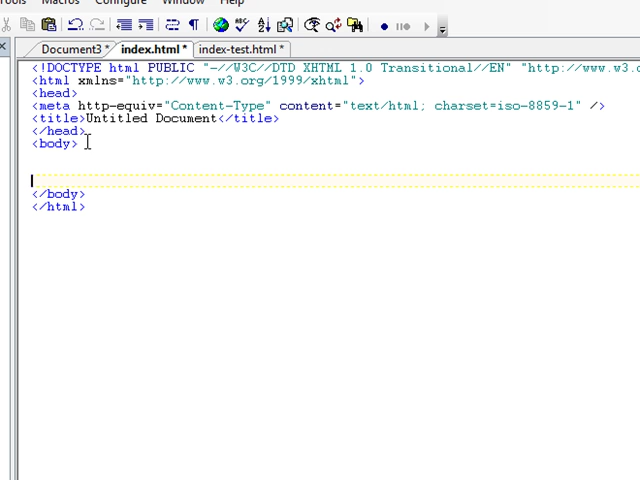 Macros Configure Window Help
Document3 * index.html * index-test.html *
<!DOCTYPE html PUBLIC "-//W3C//DTD XHTML 1.0 Transitional//EN" "http://www.w3.
<html xmlns="http://www.w3.org/1999/xhtml">
<head>
<meta http-equiv="Content-Type" content="text/html; charset=iso-8859-1" />
<title>Untitled Document</title>
</head>
<body>
</body>
</html>